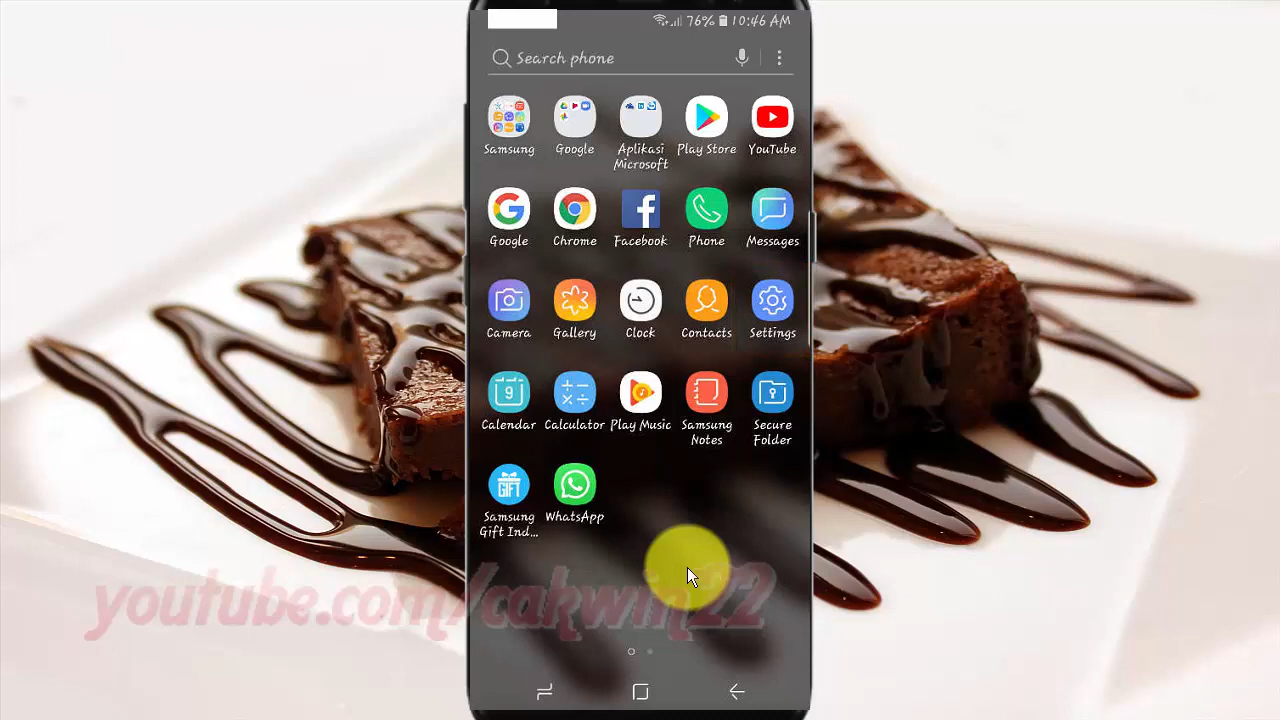 76% 10:46 AM
Search phone
Samsung Google Aplikasi Microsoft Play Store YouTube
Google Chrome Facebook Phone Messages
Camera Gallery Clock Contacts Settings
9
Calendar Calculator Play Music Samsung Notes Secure Folder
GIFT
Samsung Gift Ind... WhatsApp
youtube.com/cakwin22